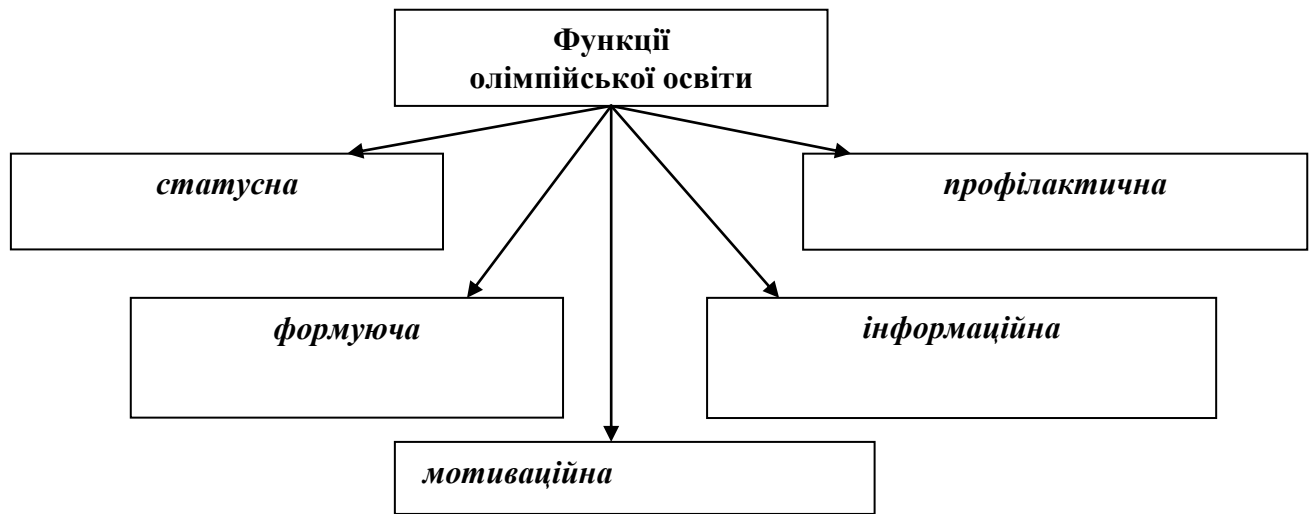 Функції
олімпійської освіти
статусна
профілактична
формуюча
інформаційна
мотиваційна